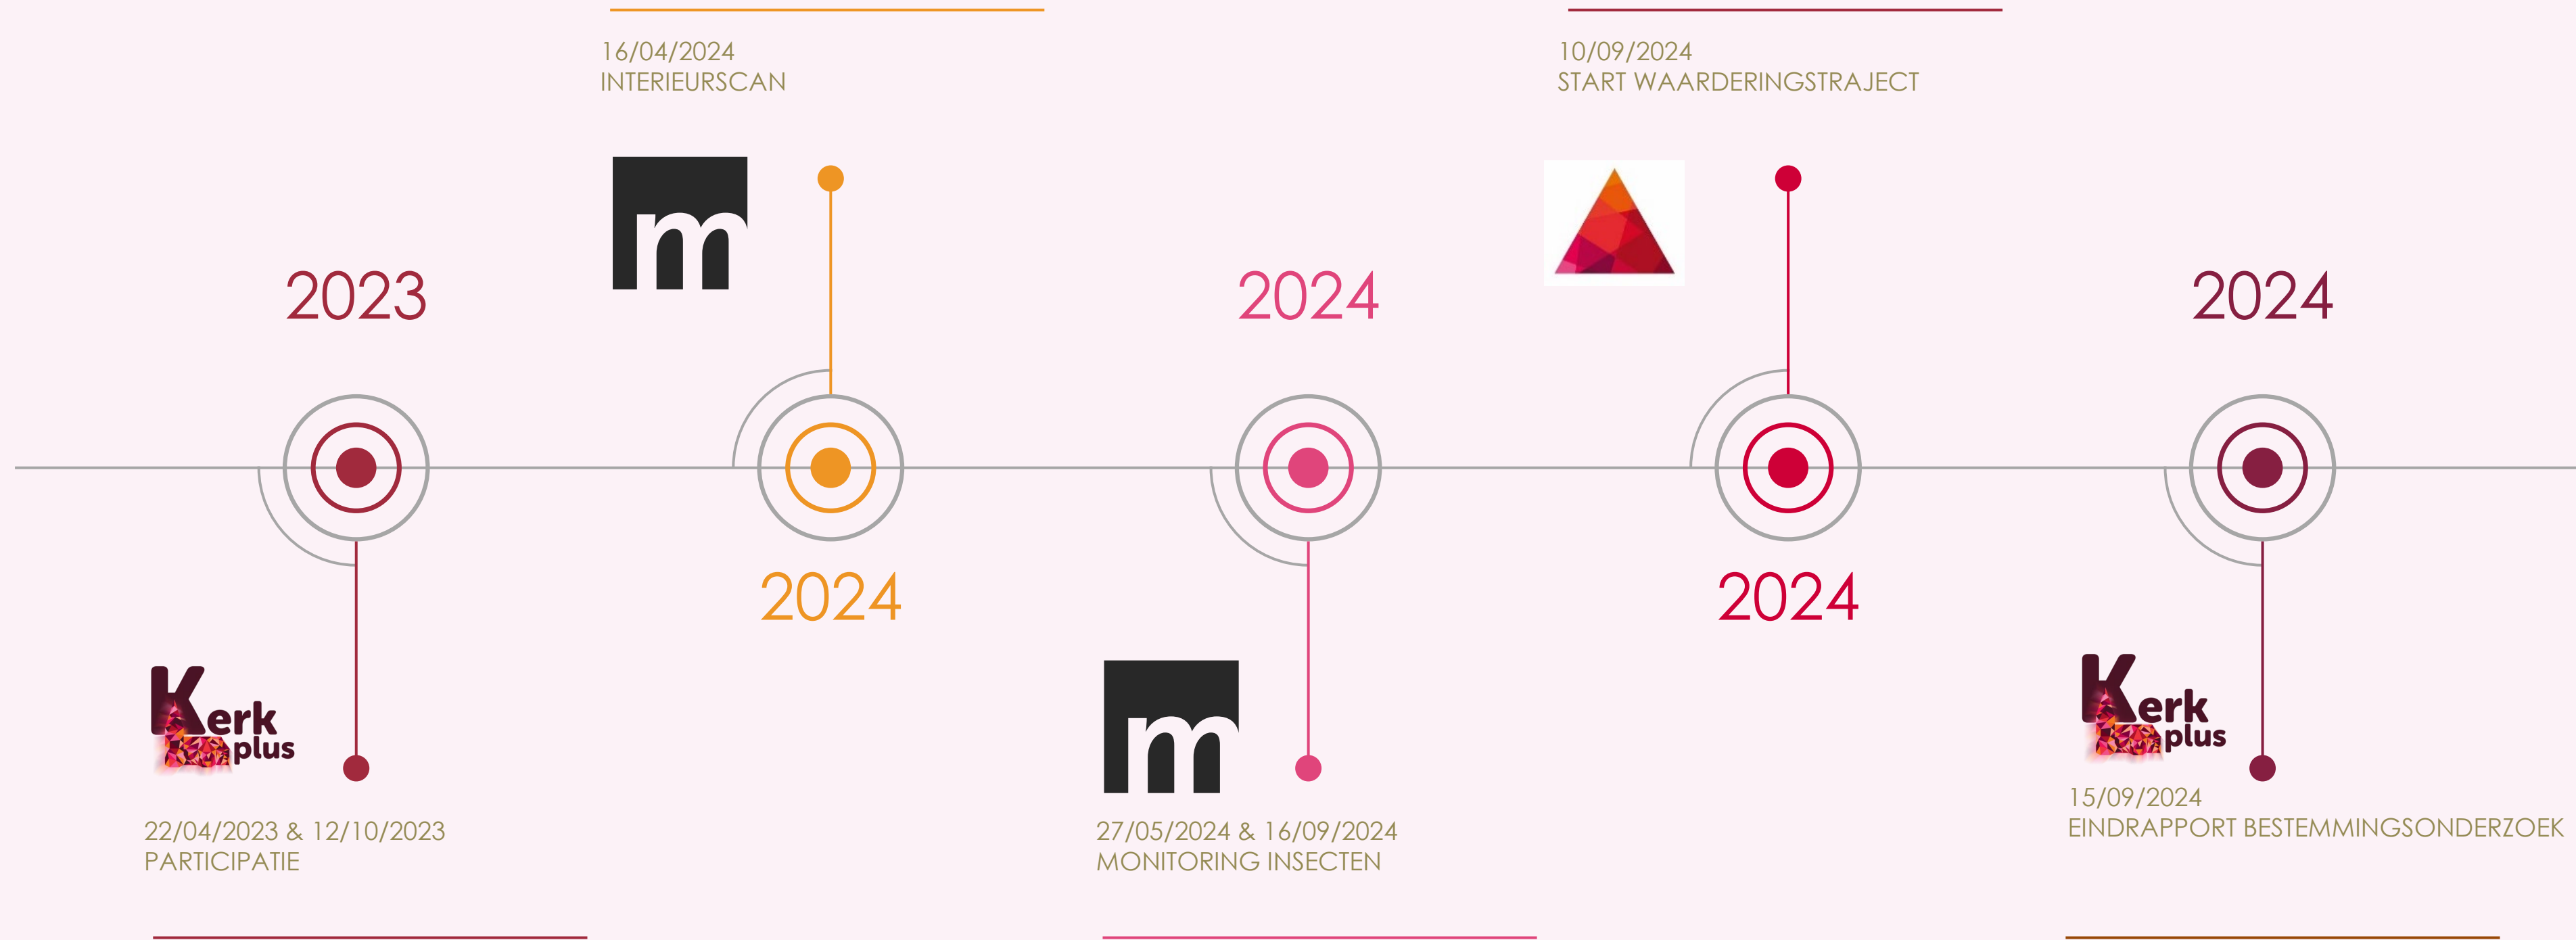 16/04/2024
INTERIEURSCAN
10/09/2024
START WAARDERINGSTRAJECT
m
2023
2024
2024
2024
2024
Kerk
plus
22/04/2023 & 12/10/2023
PARTICIPATIE
m
27/05/2024 & 16/09/2024
MONITORING INSECTEN
Kerk
plus
15/09/2024
EINDRAPPORT BESTEMMINGSONDERZOEK